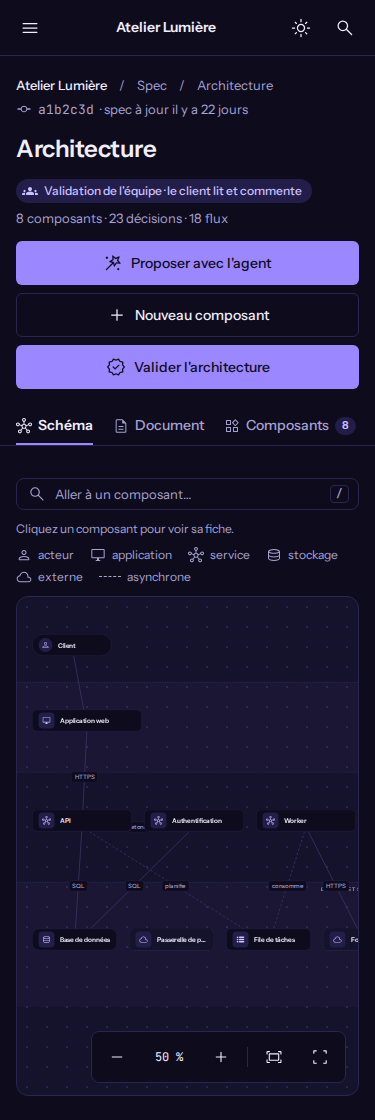 Atelier Lumière
Atelier Lumière / Spec / Architecture
a1b2c3d · spec à jour il y a 22 jours
Architecture
Validation de l'équipe · le client lit et commente
8 composants · 23 décisions · 18 flux
Proposer avec l'agent
Nouveau composant
Valider l'architecture
Schéma Document Composants 8
Aller à un composant… /
Cliquez un composant pour voir sa fiche.
acteur application service stockage
externe asynchrone
Client
Application web
HTTPS
API Authentification Worker
SQL SQL planifie consomme HTTPS
Base de données Passerelle de p… File de tâches Fo
50 %